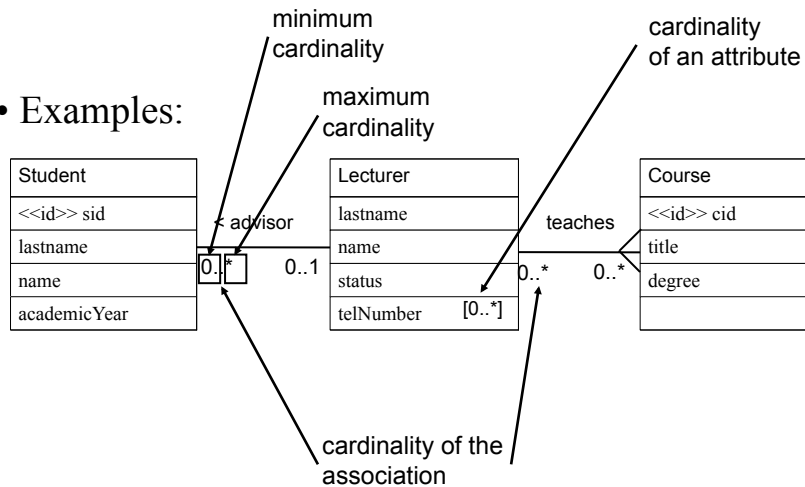 minimum
cardinality
cardinality
of an attribute
• Examples:
maximum
cardinality
Student
<<id>> sid
lastname
name
academicYear
< advisor
0..*
0..1
Lecturer
lastname
name
status
telNumber [0..*]
teaches
0..*
0..*
Course
<<id>> cid
title
degree
cardinality of the
association